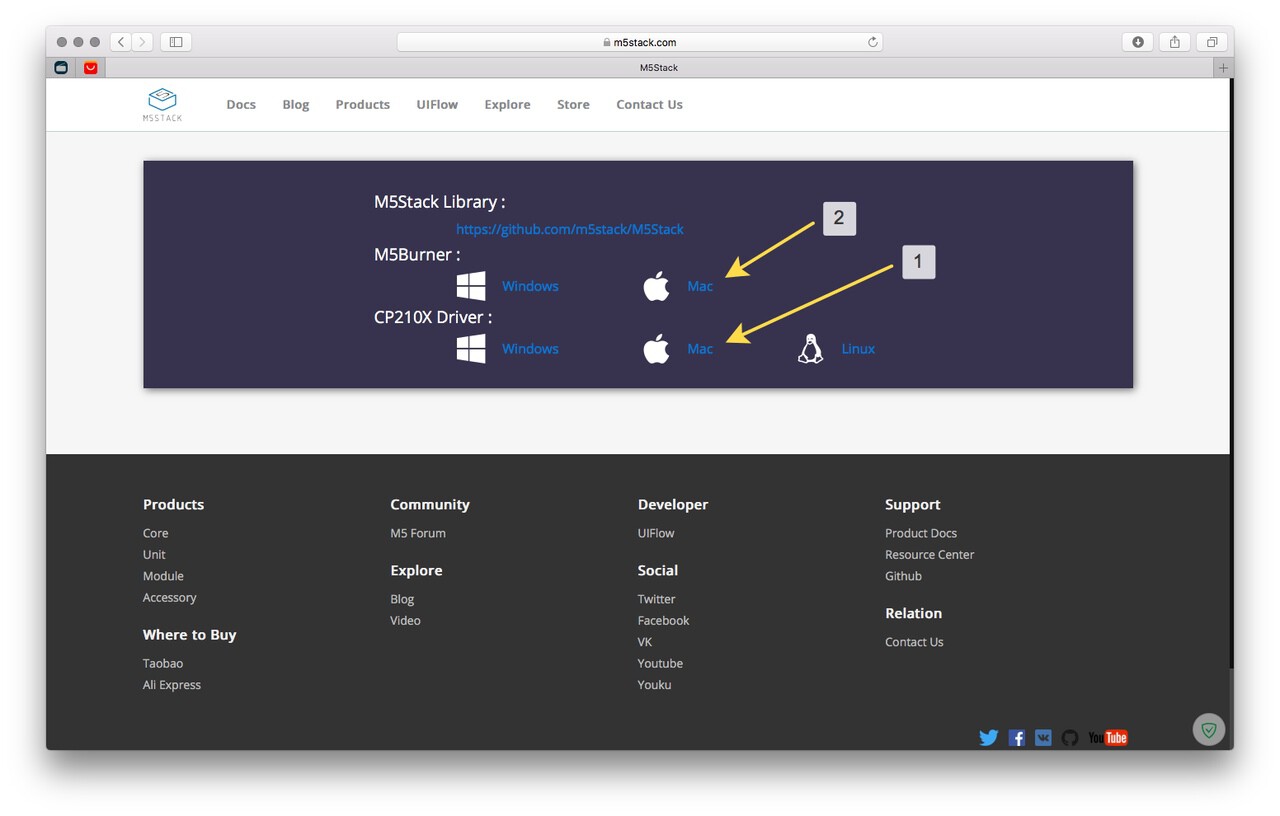 m5stack.com
M5Stack
M5STACK
Docs Blog Products UIFlow Explore Store Contact Us
M5Stack Library :
https://github.com/m5stack/M5Stack
2
M5Burner :
1
Windows Mac
CP210X Driver :
Windows Mac Linux
Products
Core
Unit
Module
Accessory
Where to Buy
Taobao
Ali Express
Community
M5 Forum
Explore
Blog
Video
Developer
UIFlow
Social
Twitter
Facebook
VK
Youtube
Youku
Support
Product Docs
Resource Center
Github
Relation
Contact Us
YouTube